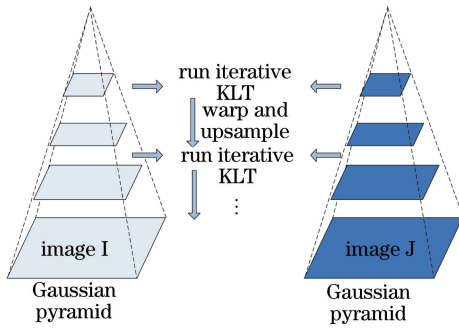 run iterative
KLT
warp and
upsample
run iterative
KLT
⋮
image I
image J
Gaussian
pyramid
Gaussian
pyramid